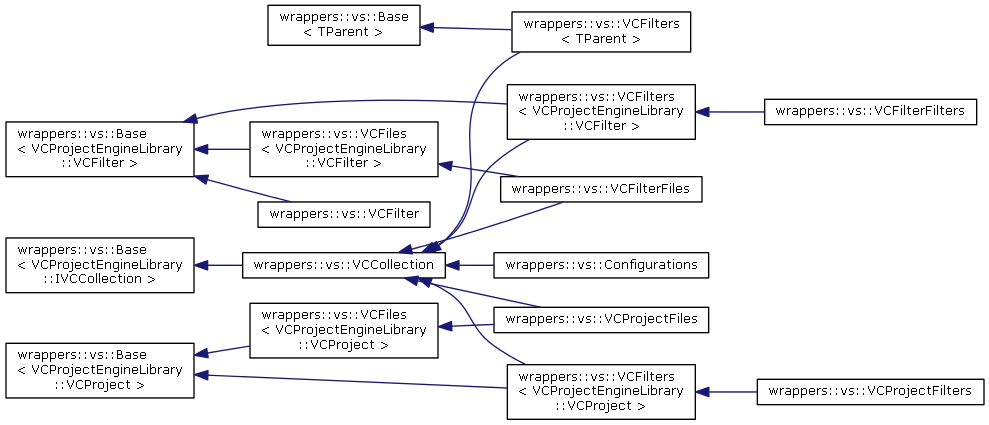 wrappers::vs::Base
< TParent >
wrappers::vs::VCFilters
< TParent >
wrappers::vs::VCFilters
< VCProjectEngineLibrary
::VCFilter >
wrappers::vs::VCFilterFilters
wrappers::vs::Base
< VCProjectEngineLibrary
::VCFilter >
wrappers::vs::VCFiles
< VCProjectEngineLibrary
::VCFilter >
wrappers::vs::VCFilterFiles
wrappers::vs::VCFilter
wrappers::vs::Base
< VCProjectEngineLibrary
::IVCCollection >
wrappers::vs::VCCollection
wrappers::vs::Configurations
wrappers::vs::VCFiles
< VCProjectEngineLibrary
::VCProject >
wrappers::vs::VCProjectFiles
wrappers::vs::Base
< VCProjectEngineLibrary
::VCProject >
wrappers::vs::VCFilters
< VCProjectEngineLibrary
::VCProject >
wrappers::vs::VCProjectFilters